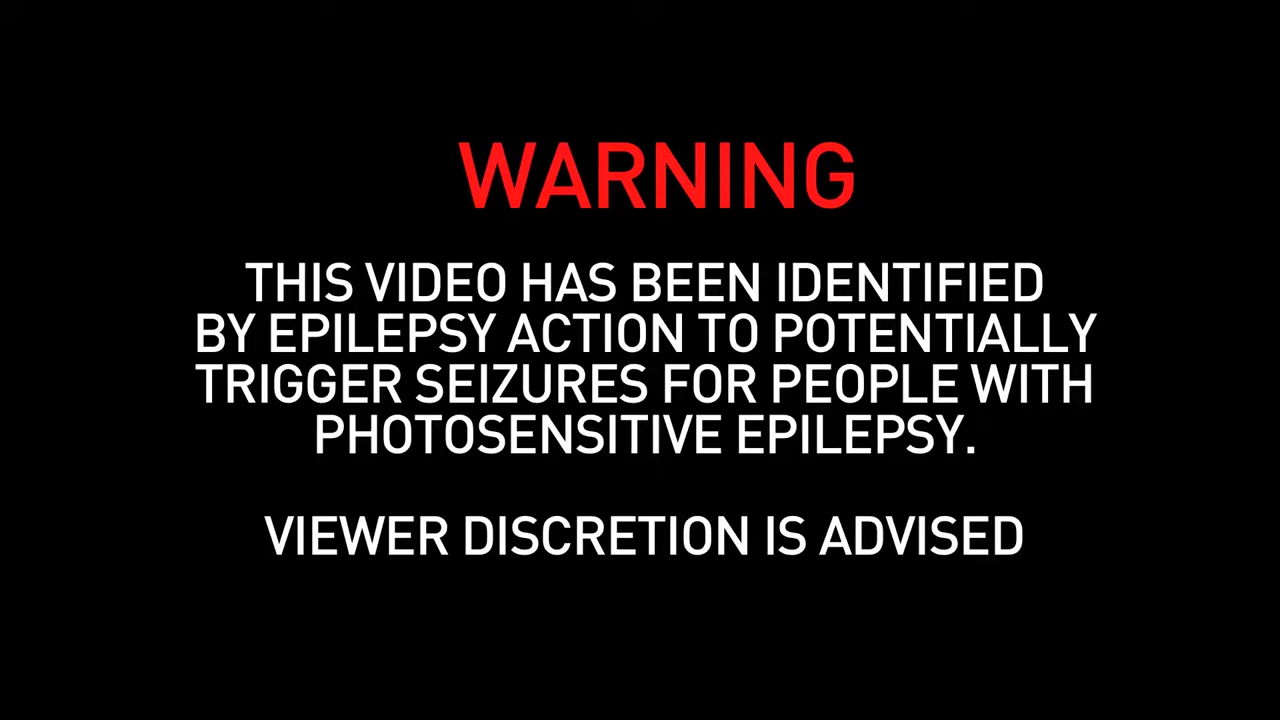 WARNING
THIS VIDEO HAS BEEN IDENTIFIED
BY EPILEPSY ACTION TO POTENTIALLY
TRIGGER SEIZURES FOR PEOPLE WITH
PHOTOSENSITIVE EPILEPSY.
VIEWER DISCRETION IS ADVISED